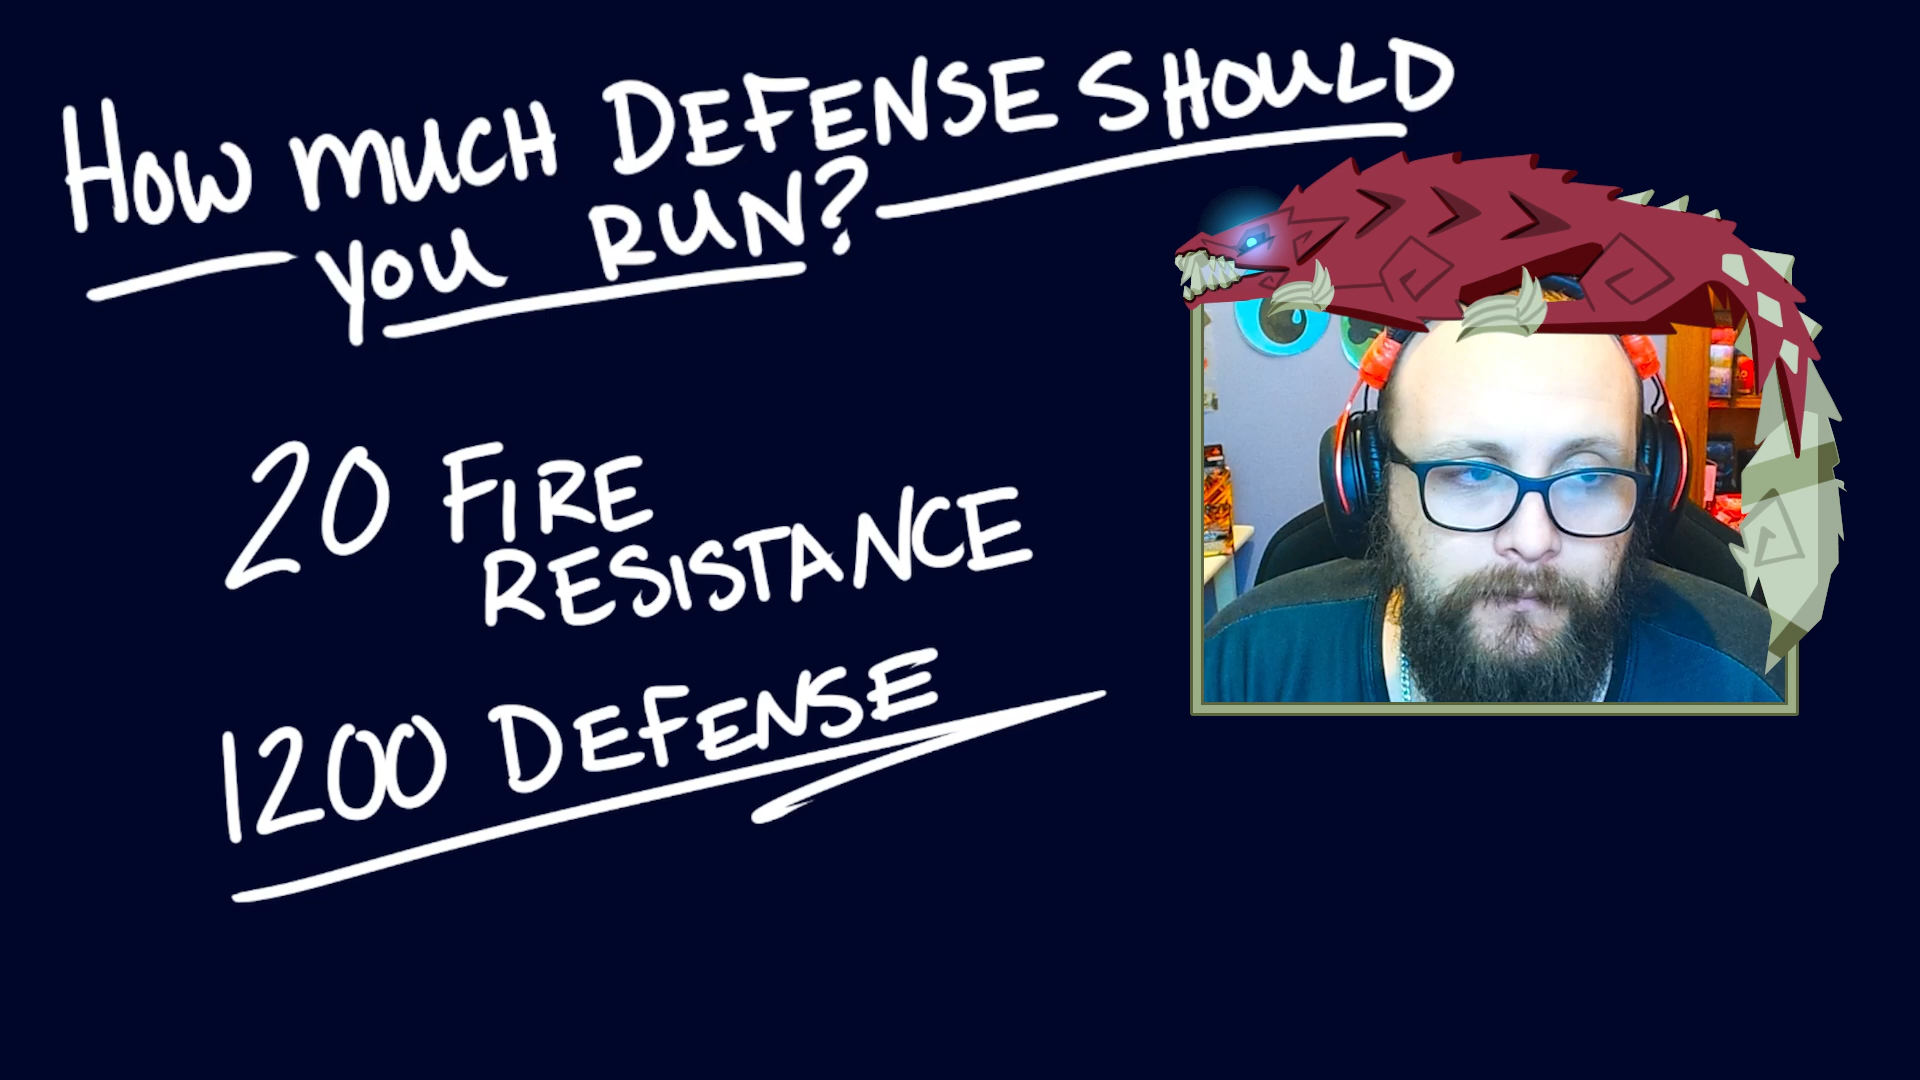 How much DEFENSE SHOULD
you RUN?
20 FIRE
RESISTANCE
1200 DEFENSE